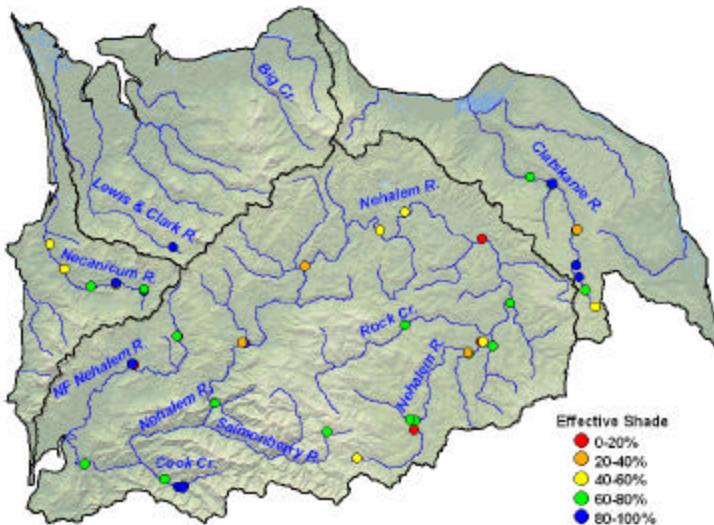 Big Cr.
Clatskanie R.
Lewis & Clark R.
Nehalem R.
Necanicum R.
Rock Cr.
NF Nehalem R.
Nehalem R.
Nehalem R.
Salmonberry R.
Cook Cr.
Effective Shade
0-20%
20-40%
40-60%
60-80%
80-100%